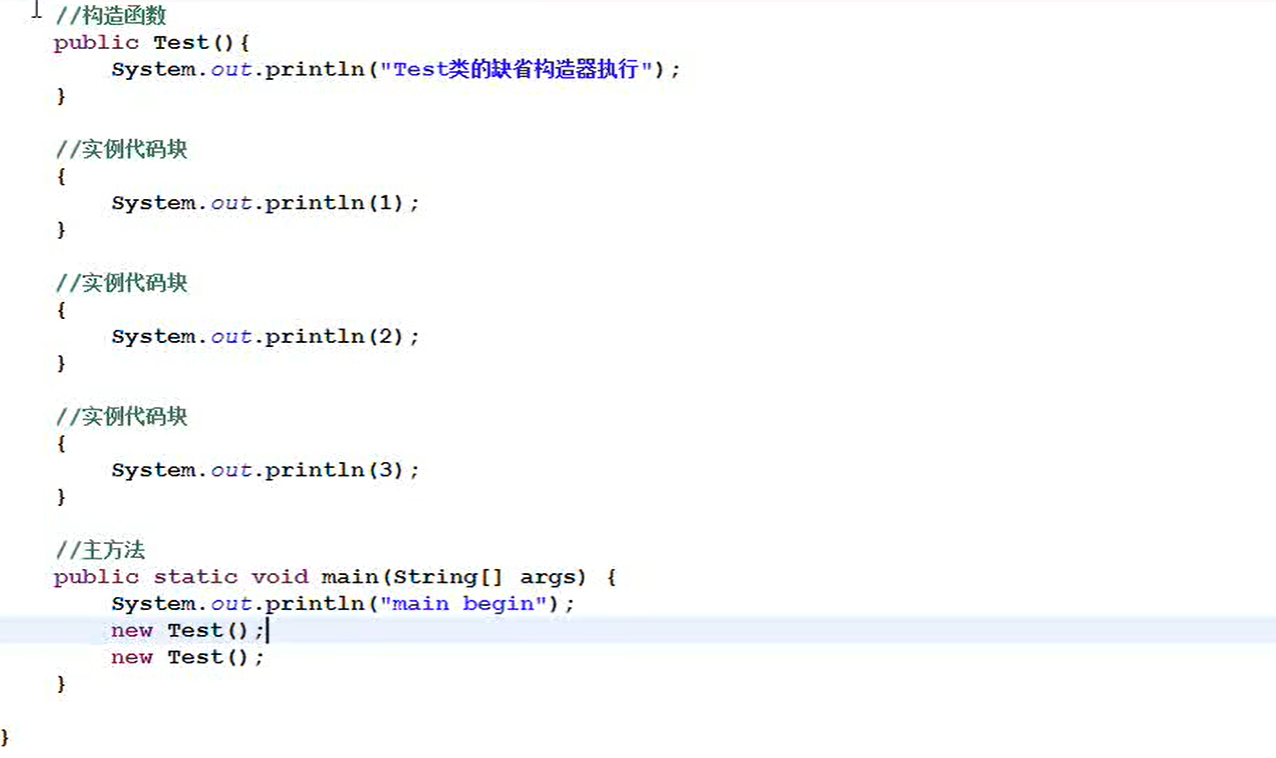 //构造函数
public Test(){
System.out.println("Test类的缺省构造器执行");
}
//实例代码块
{
System.out.println(1);
}
//实例代码块
{
System.out.println(2);
}
//实例代码块
{
System.out.println(3);
}
//主方法
public static void main(String[] args) {
System.out.println("main begin");
new Test();
new Test();
}
}